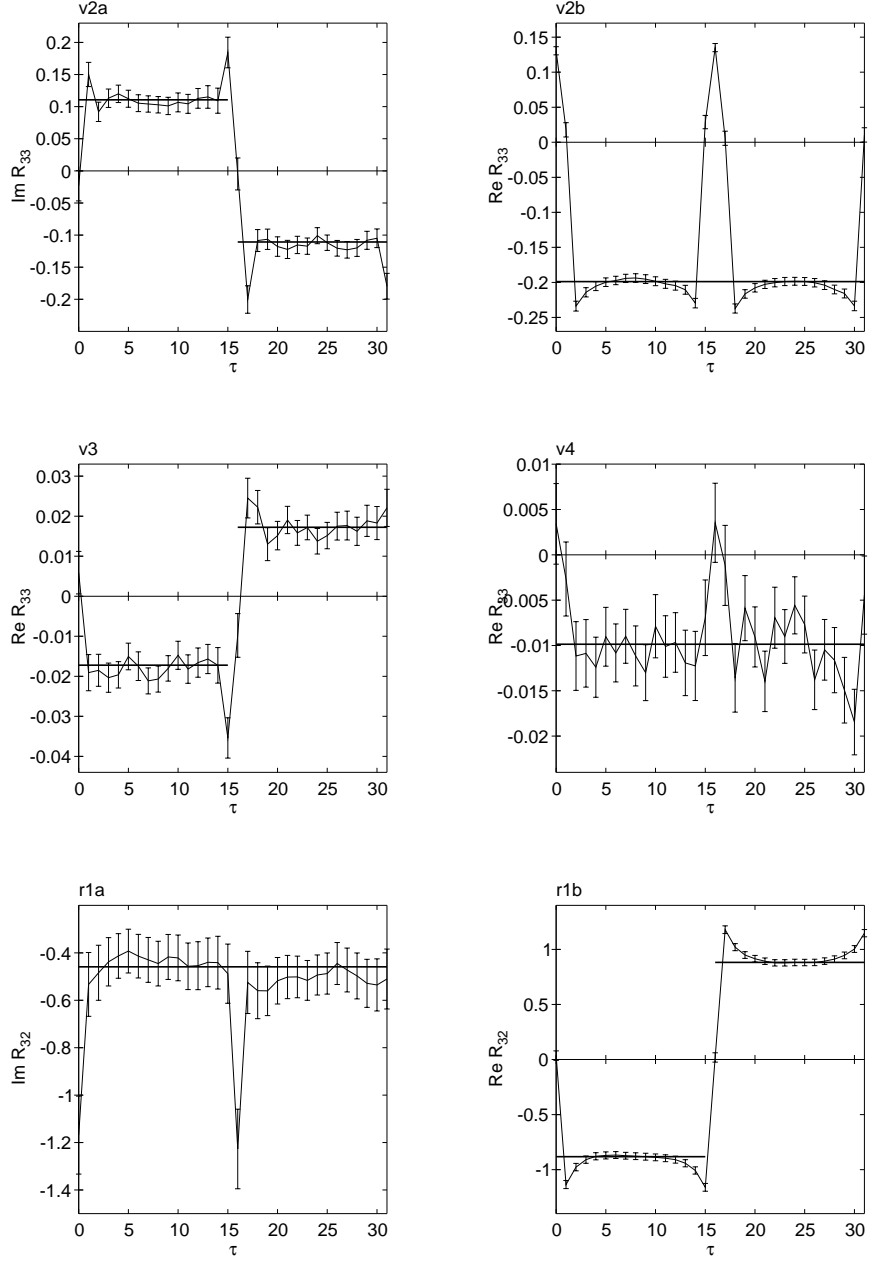 v2a
Im R33
0.2
0.15
0.1
0.05
0
-0.05
-0.1
-0.15
-0.2
0 5 10 15 20 25 30
τ
v2b
Re R33
0.15
0.1
0.05
0
-0.05
-0.1
-0.15
-0.2
-0.25
0 5 10 15 20 25 30
τ
v3
Re R33
0.03
0.02
0.01
0
-0.01
-0.02
-0.03
-0.04
0 5 10 15 20 25 30
τ
v4
Re R33
0.01
0.005
0
-0.005
-0.01
-0.015
-0.02
0 5 10 15 20 25 30
τ
r1a
Im R32
-0.4
-0.6
-0.8
-1
-1.2
-1.4
0 5 10 15 20 25 30
τ
r1b
Re R32
1
0.5
0
-0.5
-1
0 5 10 15 20 25 30
τ